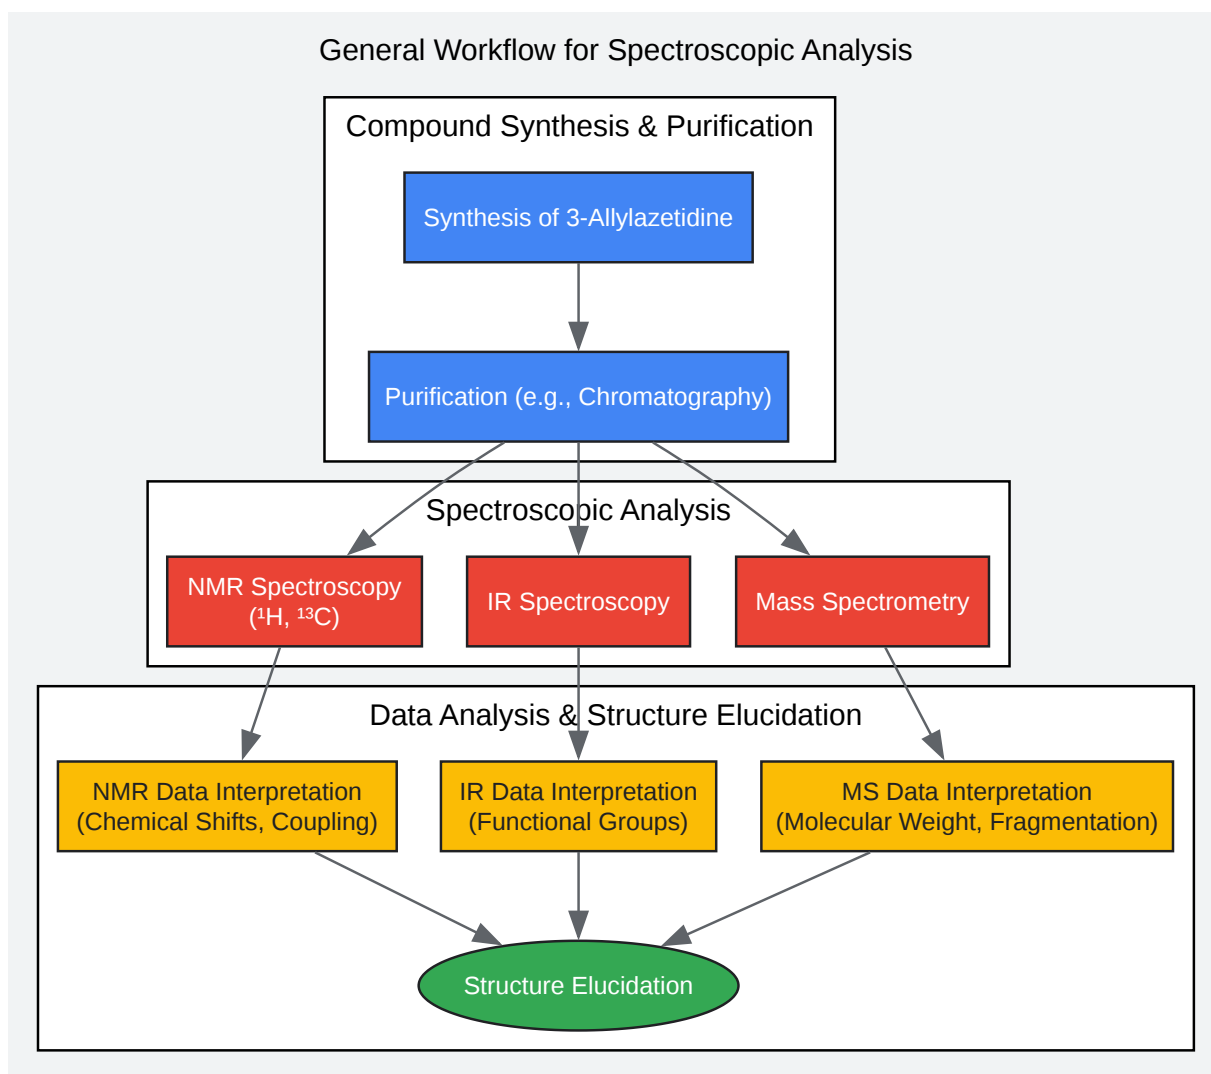 General Workflow for Spectroscopic Analysis
Compound Synthesis & Purification
Synthesis of 3-Allylazetidine
Purification (e.g., Chromatography)
Spectroscopic Analysis
NMR Spectroscopy
(¹H, ¹³C)
IR Spectroscopy
Mass Spectrometry
Data Analysis & Structure Elucidation
NMR Data Interpretation
(Chemical Shifts, Coupling)
IR Data Interpretation
(Functional Groups)
MS Data Interpretation
(Molecular Weight, Fragmentation)
Structure Elucidation